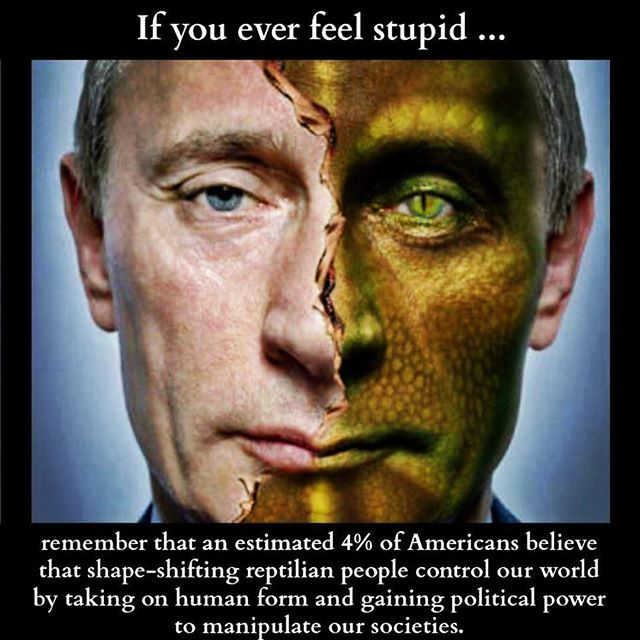 If you ever feel stupid ...
remember that an estimated 4% of Americans believe
that shape-shifting reptilian people control our world
by taking on human form and gaining political power
to manipulate our societies.